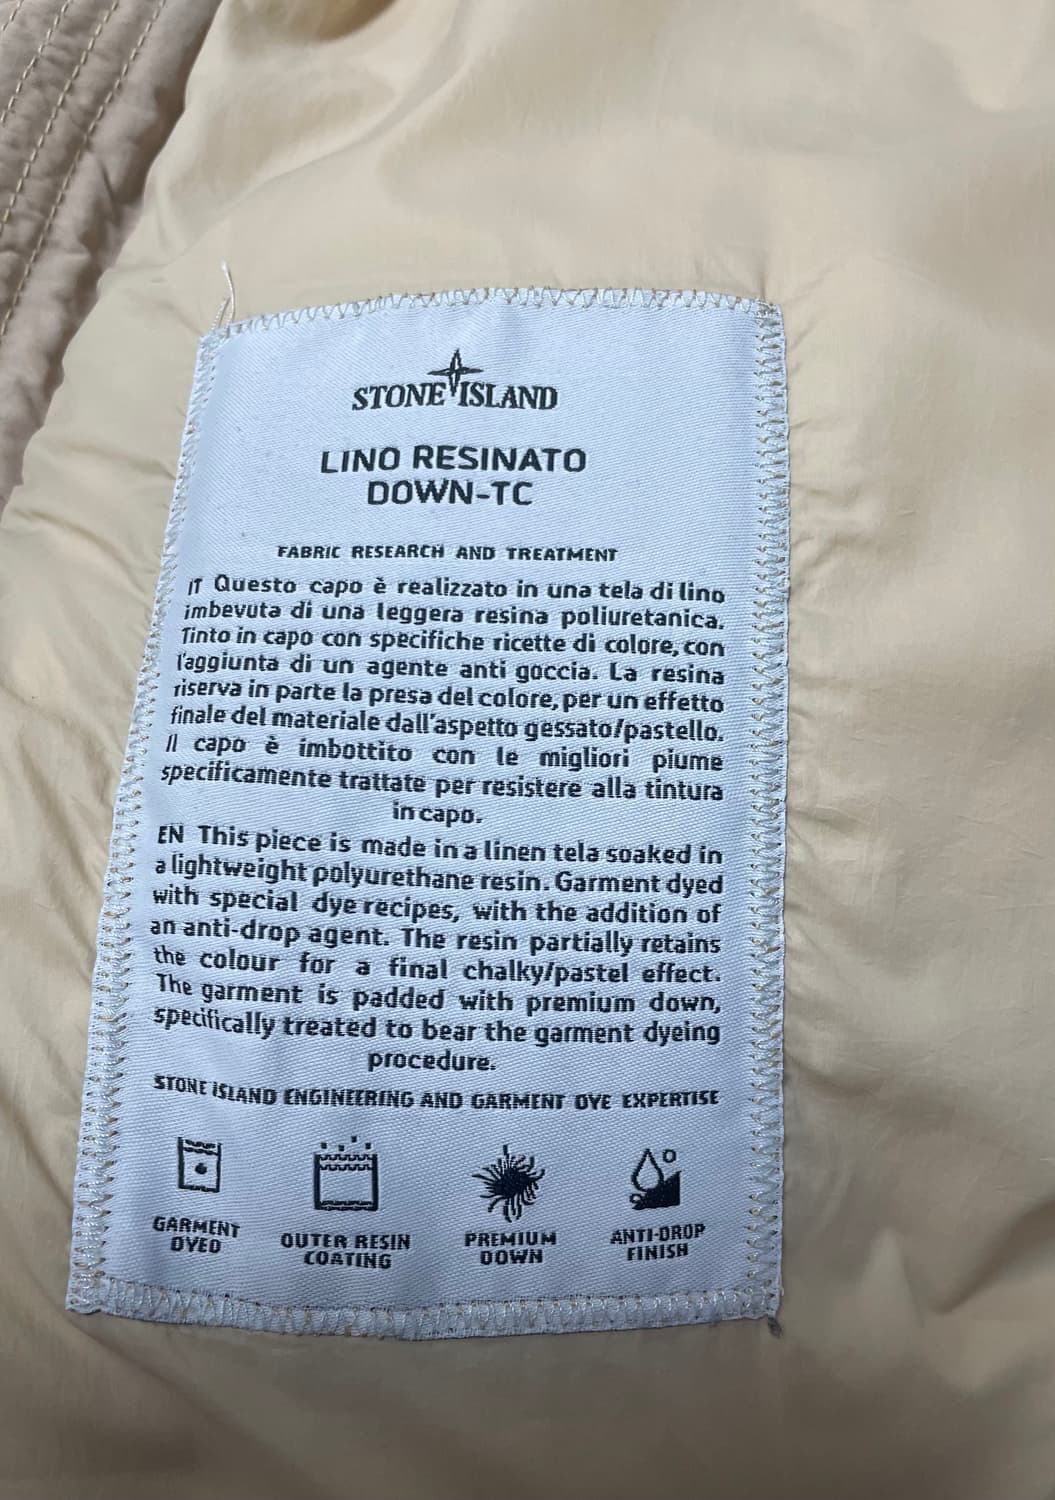 STONE ISLAND
LINO RESINATO
DOWN-TC
FABRIC RESEARCH AND TREATMENT
IT Questo capo è realizzato in una tela di lino
imbevuta di una leggera resina poliuretanica.
Tinto in capo con specifiche ricette di colore, con
l'aggiunta di un agente anti goccia. La resina
riserva in parte la presa del colore, per un effetto
finale del materiale dall'aspetto gessato/pastello.
Il capo è imbottito con le migliori piume
specificamente trattate per resistere alla tintura
in capo.
EN This piece is made in a linen tela soaked in
a lightweight polyurethane resin. Garment dyed
with special dye recipes, with the addition of
an anti-drop agent. The resin partially retains
the colour for a final chalky/pastel effect.
The garment is padded with premium down,
specifically treated to bear the garment dyeing
procedure.
STONE ISLAND ENGINEERING AND GARMENT DYE EXPERTISE
GARMENT
DYED
OUTER RESIN
COATING
PREMIUM
DOWN
ANTI-DROP
FINISH